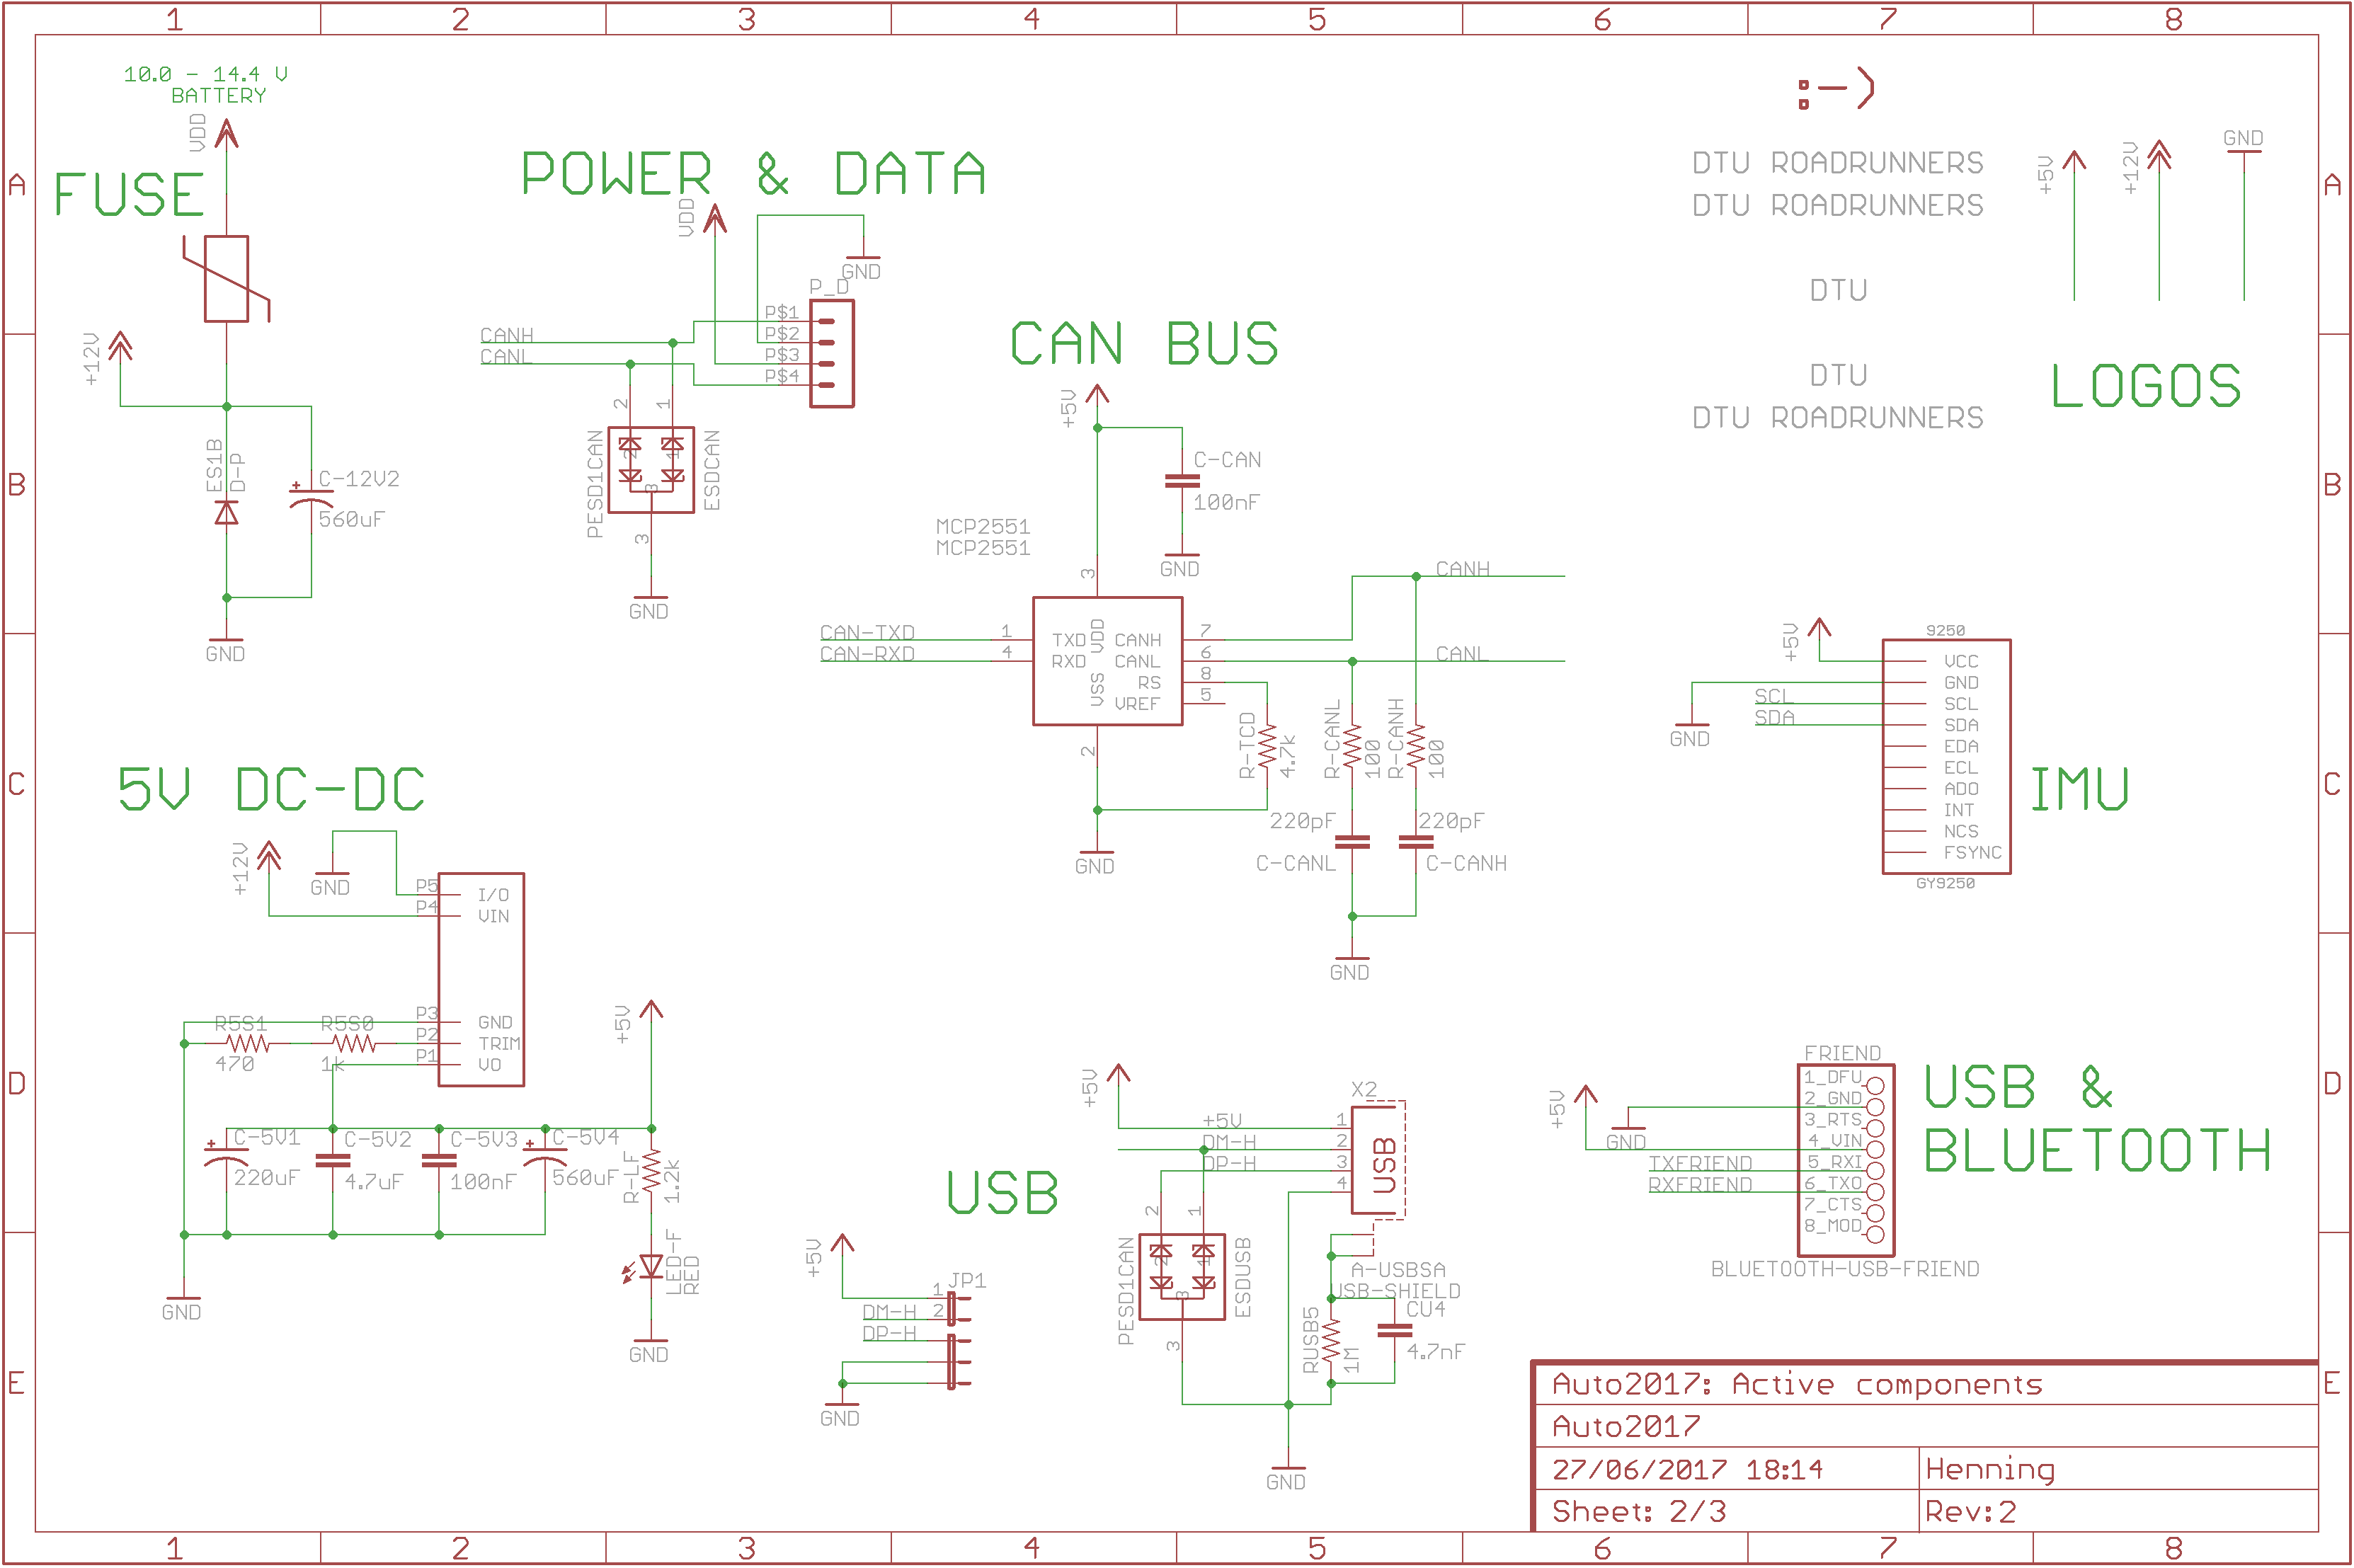 1 2 3 4 5 6 7 8
A
B
C
D
E
10.0 - 14.4 V
BATTERY
VDD
FUSE
+12V
ES1B
D-P
+
C-12V2
560uF
GND
POWER & DATA
VDD
GND
P_D
P$1
P$2
P$3
P$4
CANH
CANL
2
1
PESD1CAN
2
1
3
ESDCAN
3
GND
CAN BUS
+5V
C-CAN
100nF
GND
MCP2551
MCP2551
3
CAN-TXD
CAN-RXD
1
4
TXD
RXD
VDD
VSS
CANH
CANL
RS
VREF
7
6
8
5
2
CANH
CANL
R-TCD
4.7k
R-CANL
100
R-CANH
100
220pF
C-CANL
220pF
C-CANH
GND
GND
:-)
DTU ROADRUNNERS
DTU ROADRUNNERS
DTU
DTU
DTU ROADRUNNERS
+5V
+12V
GND
LOGOS
+5V
GND
SCL
SDA
9250
VCC
GND
SCL
SDA
EDA
ECL
ADO
INT
NCS
FSYNC
GY9250
IMU
5V DC-DC
+12V
GND
P5
P4
I/O
VIN
P3
P2
P1
GND
TRIM
VO
R5S1
470
R5S0
1k
+5V
+
C-5V1
220uF
C-5V2
4.7uF
C-5V3
100nF
+
C-5V4
560uF
R-LF
1.2k
LED-F
RED
GND
GND
USB
+5V
JP1
1
2
DM-H
DP-H
GND
+5V
+5V
DM-H
DP-H
X2
1
2
3
4
USB
2
1
PESD1CAN
2
1
3
ESDUSB
3
A-USBSA
USB-SHIELD
CU4
4.7nF
RUSB5
1M
GND
+5V
GND
TXFRIEND
RXFRIEND
FRIEND
1_DFU
2_GND
3_RTS
4_VIN
5_RXI
6_TXO
7_CTS
8_MOD
BLUETOOTH-USB-FRIEND
USB &
BLUETOOTH
Auto2017: Active components
Auto2017
27/06/2017 18:14
Henning
Sheet: 2/3
Rev:2
A
B
C
D
E
1 2 3 4 5 6 7 8